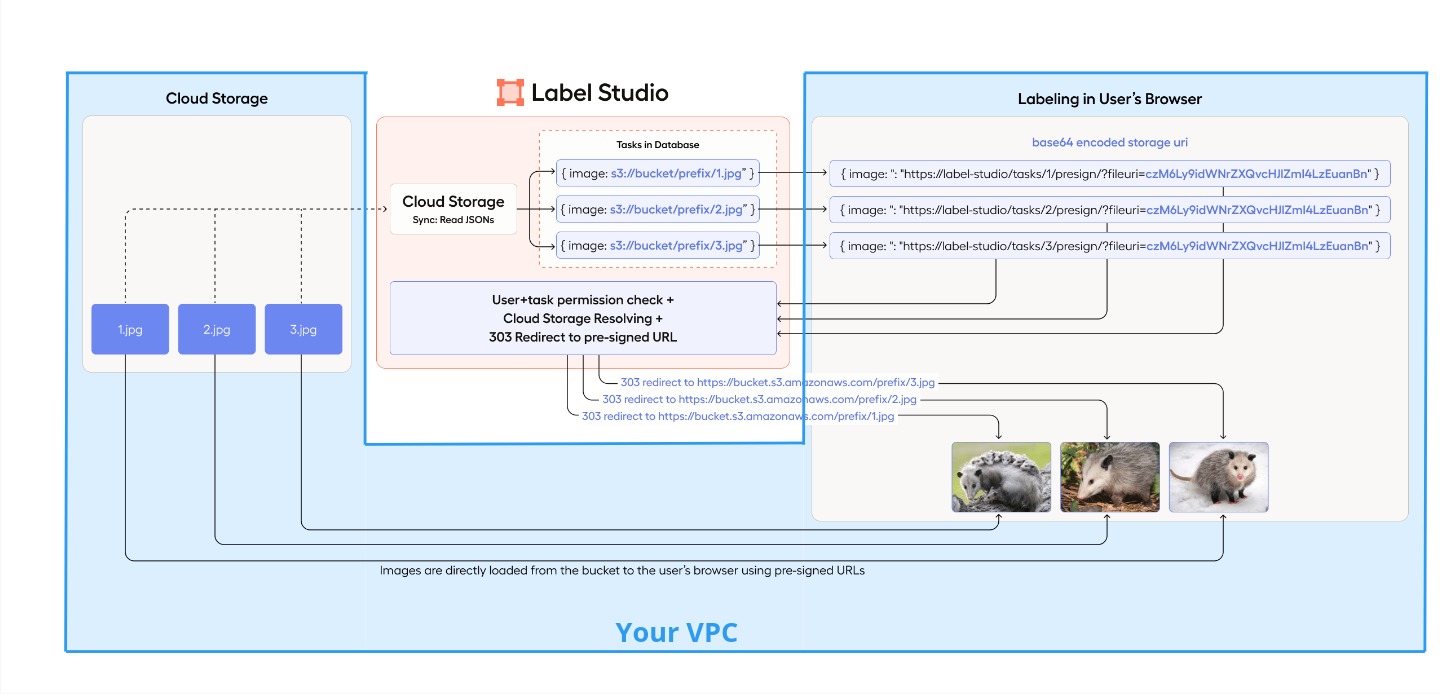 Cloud Storage
Label Studio
Labeling in User's Browser
Tasks in Database
base64 encoded storage uri
{ image: s3://bucket/prefix/1.jpg" }
{ image: ": "https://label-studio/tasks/1/presign/?fileuri=czM6Ly9idWNrZXQvcHJlZml4LzEuanBn" }
Cloud Storage
Sync: Read JSONs
{ image: s3://bucket/prefix/2.jpg" }
{ image: ": "https://label-studio/tasks/2/presign/?fileuri=czM6Ly9idWNrZXQvcHJlZml4LzEuanBn" }
{ image: s3://bucket/prefix/3.jpg" }
{ image: ": "https://label-studio/tasks/3/presign/?fileuri=czM6Ly9idWNrZXQvcHJlZml4LzEuanBn" }
User+task permission check +
Cloud Storage Resolving +
303 Redirect to pre-signed URL
1.jpg
2.jpg
3.jpg
303 redirect to https://bucket.s3.amazonaws.com/prefix/3.jpg
303 redirect to https://bucket.s3.amazonaws.com/prefix/2.jpg
303 redirect to https://bucket.s3.amazonaws.com/prefix/1.jpg
Images are directly loaded from the bucket to the user's browser using pre-signed URLs
Your VPC